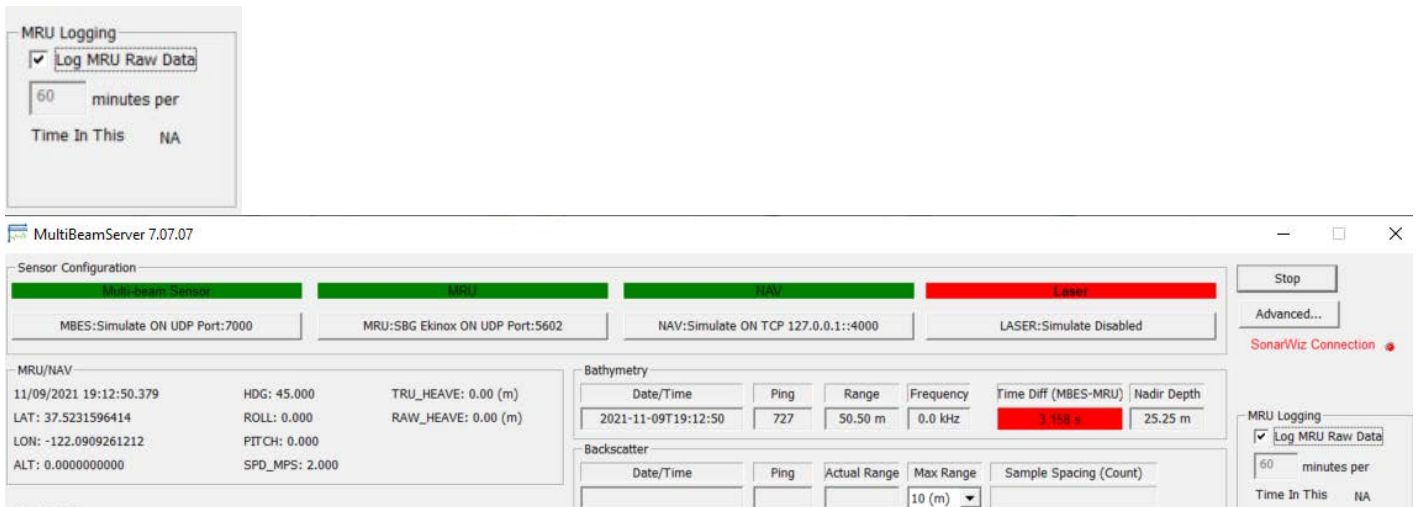 MRU Logging
Log MRU Raw Data
60 minutes per
Time In This NA
MultiBeamServer 7.07.07
Sensor Configuration
Multi-beam Sensor MRU NAV Laser
Stop
MBES:Simulate ON UDP Port:7000 MRU:SBG Ekinox ON UDP Port:5602 NAV:Simulate ON TCP 127.0.0.1::4000 LASER:Simulate Disabled
Advanced...
SonarWiz Connection
MRU/NAV
11/09/2021 19:12:50.379 HDG: 45.000 TRU_HEAVE: 0.00 (m)
LAT: 37.5231596414 ROLL: 0.000 RAW_HEAVE: 0.00 (m)
LON: -122.0909261212 PITCH: 0.000
ALT: 0.0000000000 SPD_MPS: 2.000
Bathymetry
Date/Time Ping Range Frequency Time Diff (MBES-MRU) Nadir Depth
2021-11-09T19:12:50 727 50.50 m 0.0 kHz 3.158 s 25.25 m
Backscatter
Date/Time Ping Actual Range Max Range Sample Spacing (Count)
10 (m)
MRU Logging
Log MRU Raw Data
60 minutes per
Time In This NA